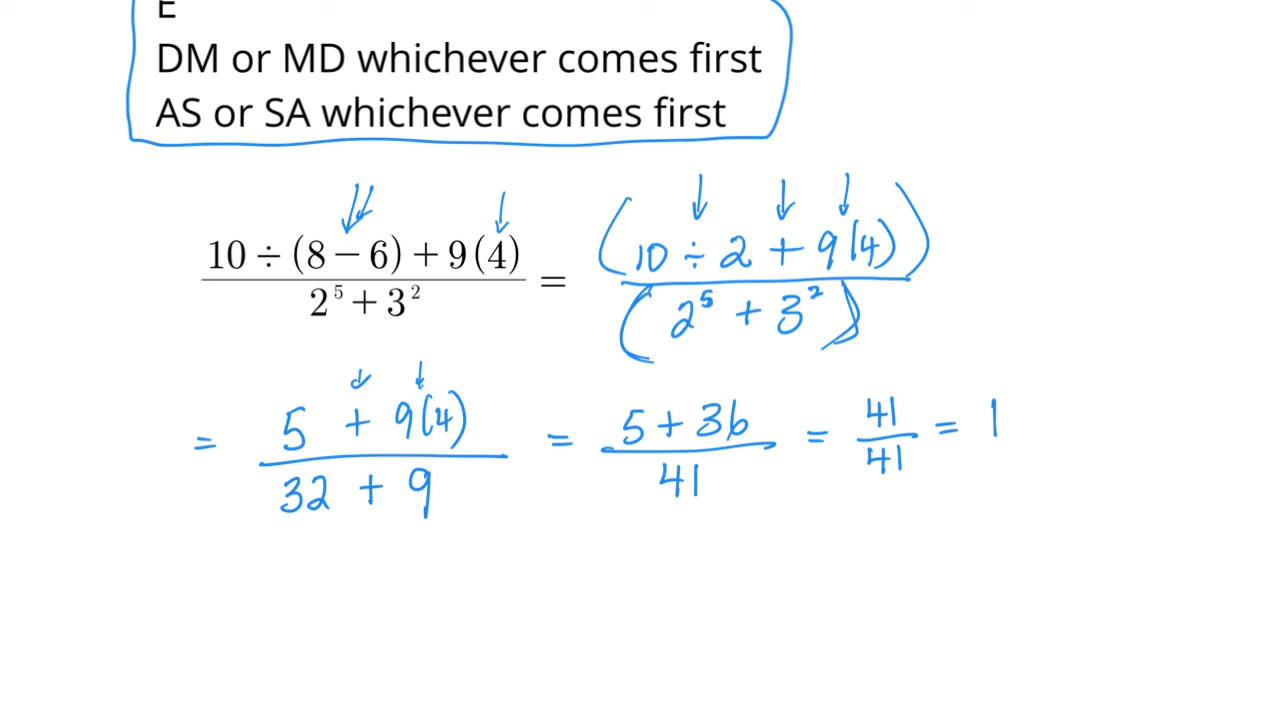 E
DM or MD whichever comes first
AS or SA whichever comes first
10 ÷ (8 − 6) + 9(4) / 2⁵ + 3² = (10 ÷ 2 + 9(4)) / (2⁵ + 3²)
= 5 + 9(4) / 32 + 9 = 5 + 36 / 41 = 41 / 41 = 1